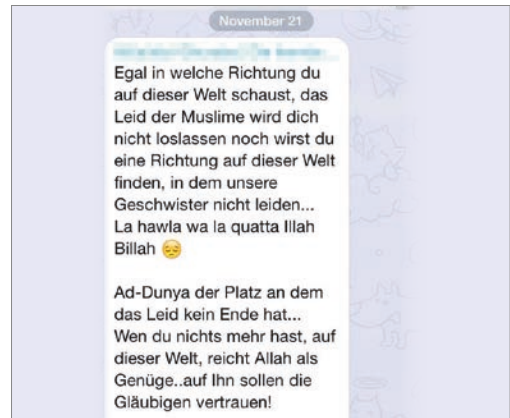 November 21
Egal in welche Richtung du
auf dieser Welt schaust, das
Leid der Muslime wird dich
nicht loslassen noch wirst du
eine Richtung auf dieser Welt
finden, in dem unsere
Geschwister nicht leiden...
La hawla wa la quatta Illah
Billah 😔
Ad-Dunya der Platz an dem
das Leid kein Ende hat...
Wen du nichts mehr hast, auf
dieser Welt, reicht Allah als
Genüge..auf Ihn sollen die
Gläubigen vertrauen!